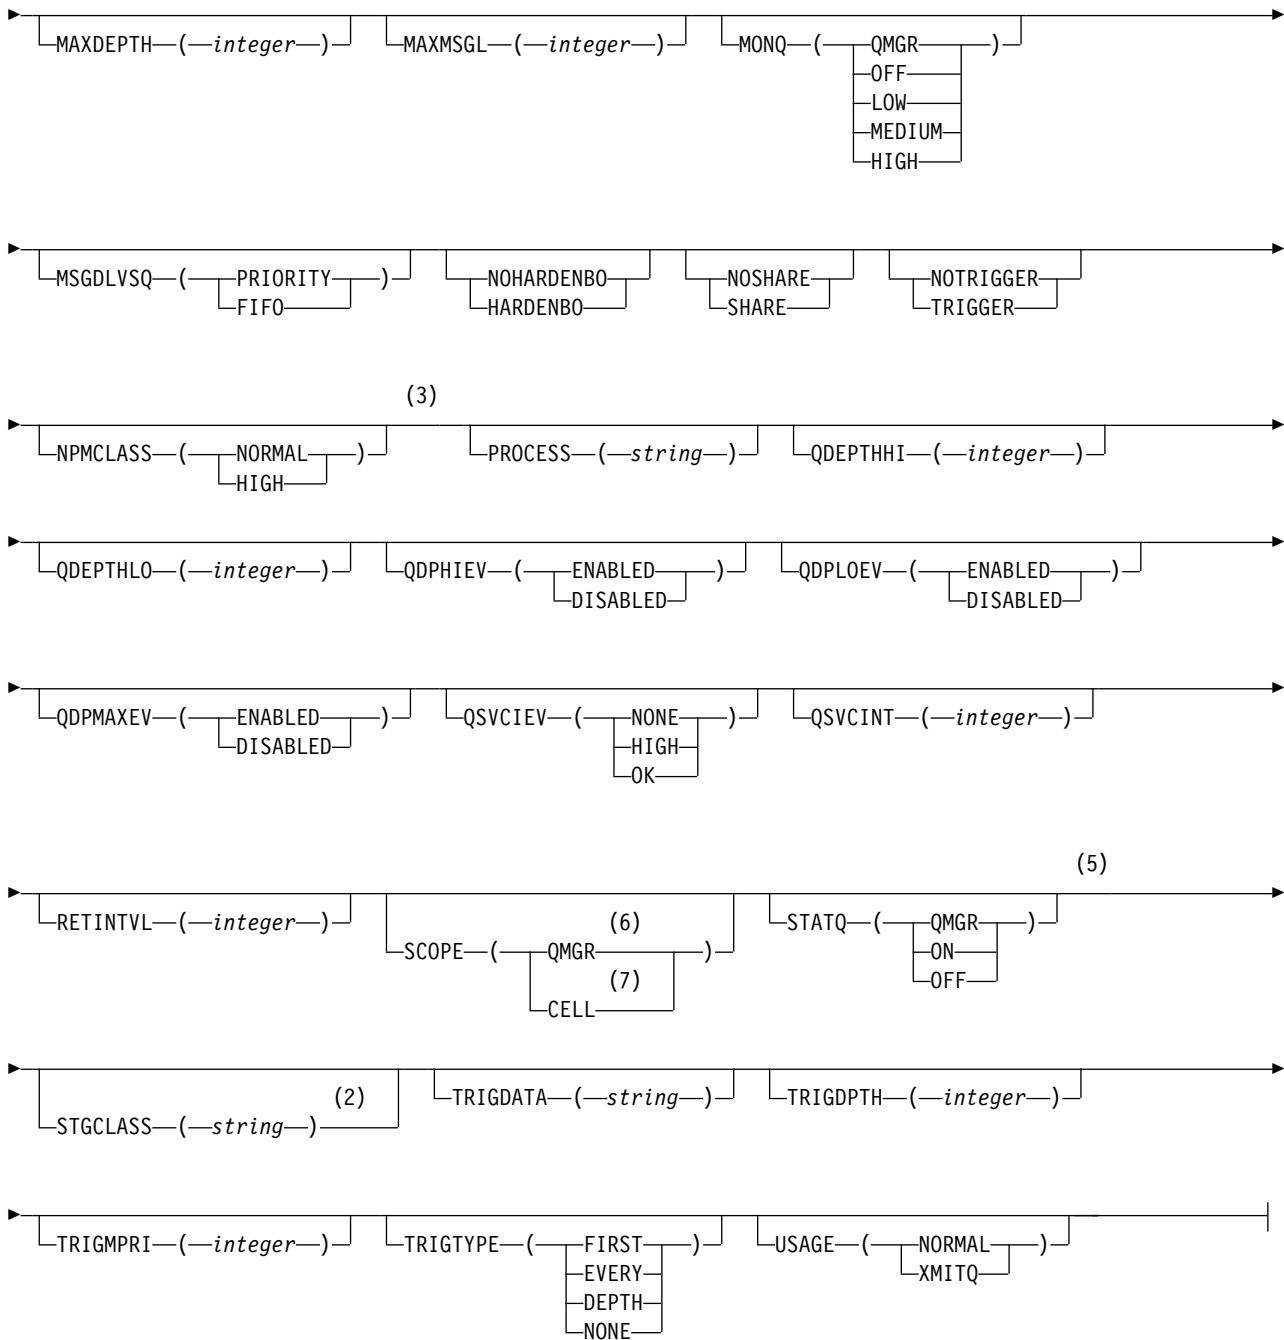 MAXDEPTH ( integer ) MAXMSGL ( integer ) MONQ ( QMGR )
OFF
LOW
MEDIUM
HIGH
MSGDLVSQ ( PRIORITY ) NOHARDENBO NOSHARE NOTRIGGER
FIFO HARDENBO SHARE TRIGGER
(3)
NPMCLASS ( NORMAL ) PROCESS ( string ) QDEPTHHI ( integer )
HIGH
QDEPTHLO ( integer ) QDPHIEV ( ENABLED ) QDPLOEV ( ENABLED )
DISABLED DISABLED
QDPMAXEV ( ENABLED ) QSVCIEV ( NONE ) QSVCINT ( integer )
DISABLED HIGH
OK
(5)
RETINTVL ( integer ) (6) STATQ ( QMGR )
SCOPE ( QMGR ) ON
(7) OFF
CELL
(2) TRIGDATA ( string ) TRIGDPTH ( integer )
STGCLASS ( string )
TRIGMPRI ( integer ) TRIGTYPE ( FIRST ) USAGE ( NORMAL )
EVERY XMITQ
DEPTH
NONE